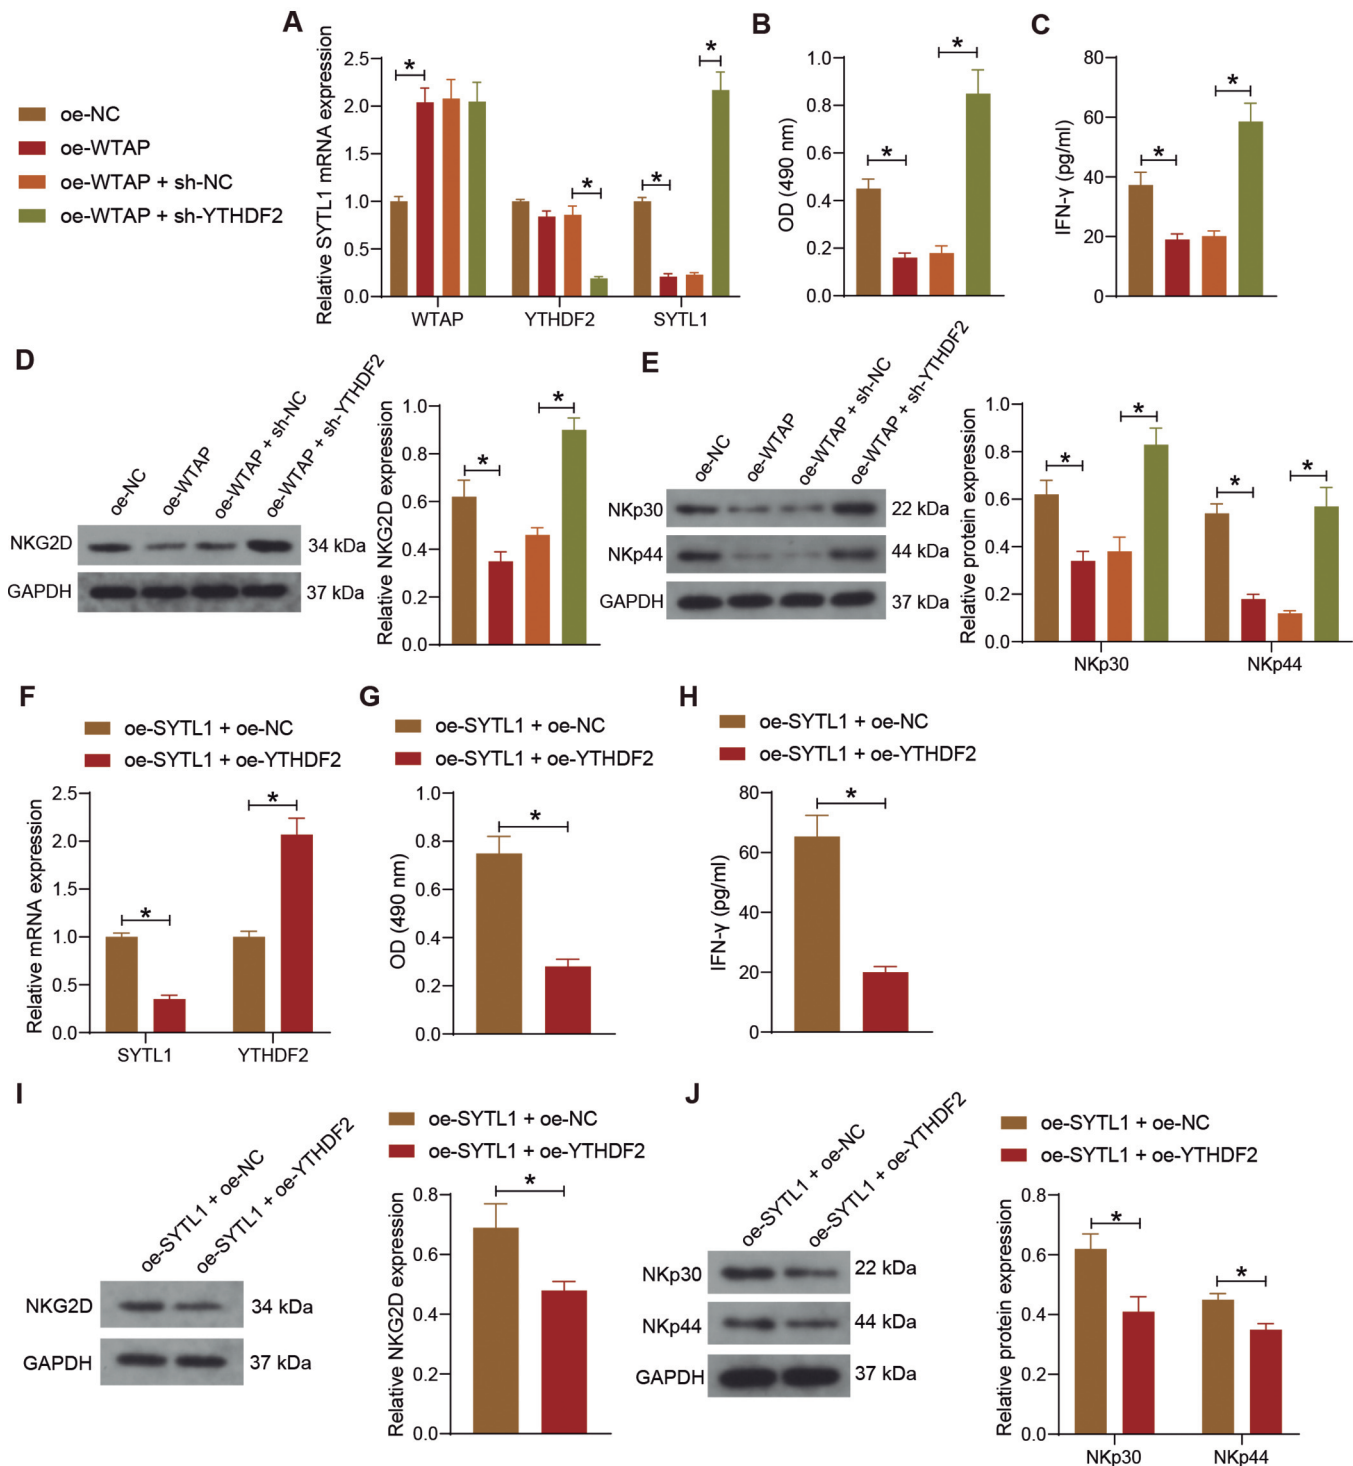 oe-NC
oe-WTAP
oe-WTAP + sh-NC
oe-WTAP + sh-YTHDF2
A
Relative SYTL1 mRNA expression
2.5
2.0
1.5
1.0
0.5
0.0
*
*
*
*
WTAP
YTHDF2
SYTL1
B
OD (490 nm)
1.0
0.8
0.6
0.4
0.2
0.0
*
*
C
IFN-γ (pg/ml)
80
60
40
20
0
*
*
D
oe-NC
oe-WTAP
oe-WTAP + sh-NC
oe-WTAP + sh-YTHDF2
NKG2D
34 kDa
GAPDH
37 kDa
Relative NKG2D expression
1.0
0.8
0.6
0.4
0.2
0.0
*
*
E
oe-NC
oe-WTAP
oe-WTAP + sh-NC
oe-WTAP + sh-YTHDF2
NKp30
22 kDa
NKp44
44 kDa
GAPDH
37 kDa
Relative protein expression
1.0
0.8
0.6
0.4
0.2
0.0
*
*
*
*
NKp30
NKp44
F
oe-SYTL1 + oe-NC
oe-SYTL1 + oe-YTHDF2
Relative mRNA expression
2.5
2.0
1.5
1.0
0.5
0.0
*
*
SYTL1
YTHDF2
G
oe-SYTL1 + oe-NC
oe-SYTL1 + oe-YTHDF2
OD (490 nm)
1.0
0.8
0.6
0.4
0.2
0.0
*
H
oe-SYTL1 + oe-NC
oe-SYTL1 + oe-YTHDF2
IFN-γ (pg/ml)
80
60
40
20
0
*
I
oe-SYTL1 + oe-NC
oe-SYTL1 + oe-YTHDF2
NKG2D
34 kDa
GAPDH
37 kDa
oe-SYTL1 + oe-NC
oe-SYTL1 + oe-YTHDF2
Relative NKG2D expression
0.8
0.6
0.4
0.2
0.0
*
J
oe-SYTL1 + oe-NC
oe-SYTL1 + oe-YTHDF2
NKp30
22 kDa
NKp44
44 kDa
GAPDH
37 kDa
oe-SYTL1 + oe-NC
oe-SYTL1 + oe-YTHDF2
Relative protein expression
0.8
0.6
0.4
0.2
0.0
*
*
NKp30
NKp44